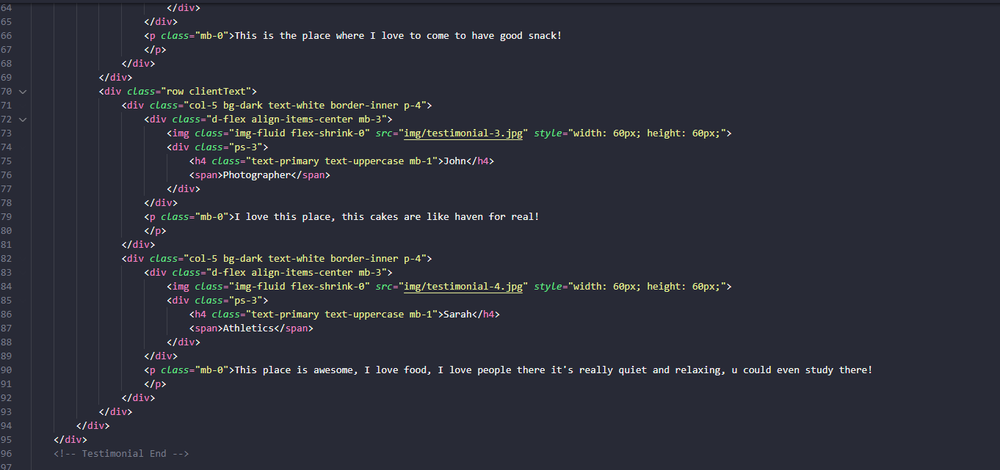 64                             </div>
65                         </div>
66                         <p class="mb-0">This is the place where I love to come to have good snack!
67                         </p>
68                     </div>
69                 </div>
70                 <div class="row clientText">
71                     <div class="col-5 bg-dark text-white border-inner p-4">
72                         <div class="d-flex align-items-center mb-3">
73                             <img class="img-fluid flex-shrink-0" src="img/testimonial-3.jpg" style="width: 60px; height: 60px;">
74                             <div class="ps-3">
75                                 <h4 class="text-primary text-uppercase mb-1">John</h4>
76                                 <span>Photographer</span>
77                             </div>
78                         </div>
79                         <p class="mb-0">I love this place, this cakes are like haven for real!
80                         </p>
81                     </div>
82                     <div class="col-5 bg-dark text-white border-inner p-4">
83                         <div class="d-flex align-items-center mb-3">
84                             <img class="img-fluid flex-shrink-0" src="img/testimonial-4.jpg" style="width: 60px; height: 60px;">
85                             <div class="ps-3">
86                                 <h4 class="text-primary text-uppercase mb-1">Sarah</h4>
87                                 <span>Athletics</span>
88                             </div>
89                         </div>
90                         <p class="mb-0">This place is awesome, I love food, I love people there it's really quiet and relaxing, u could even study there!
91                         </p>
92                     </div>
93                 </div>
94             </div>
95         </div>
96         <!-- Testimonial End -->
97